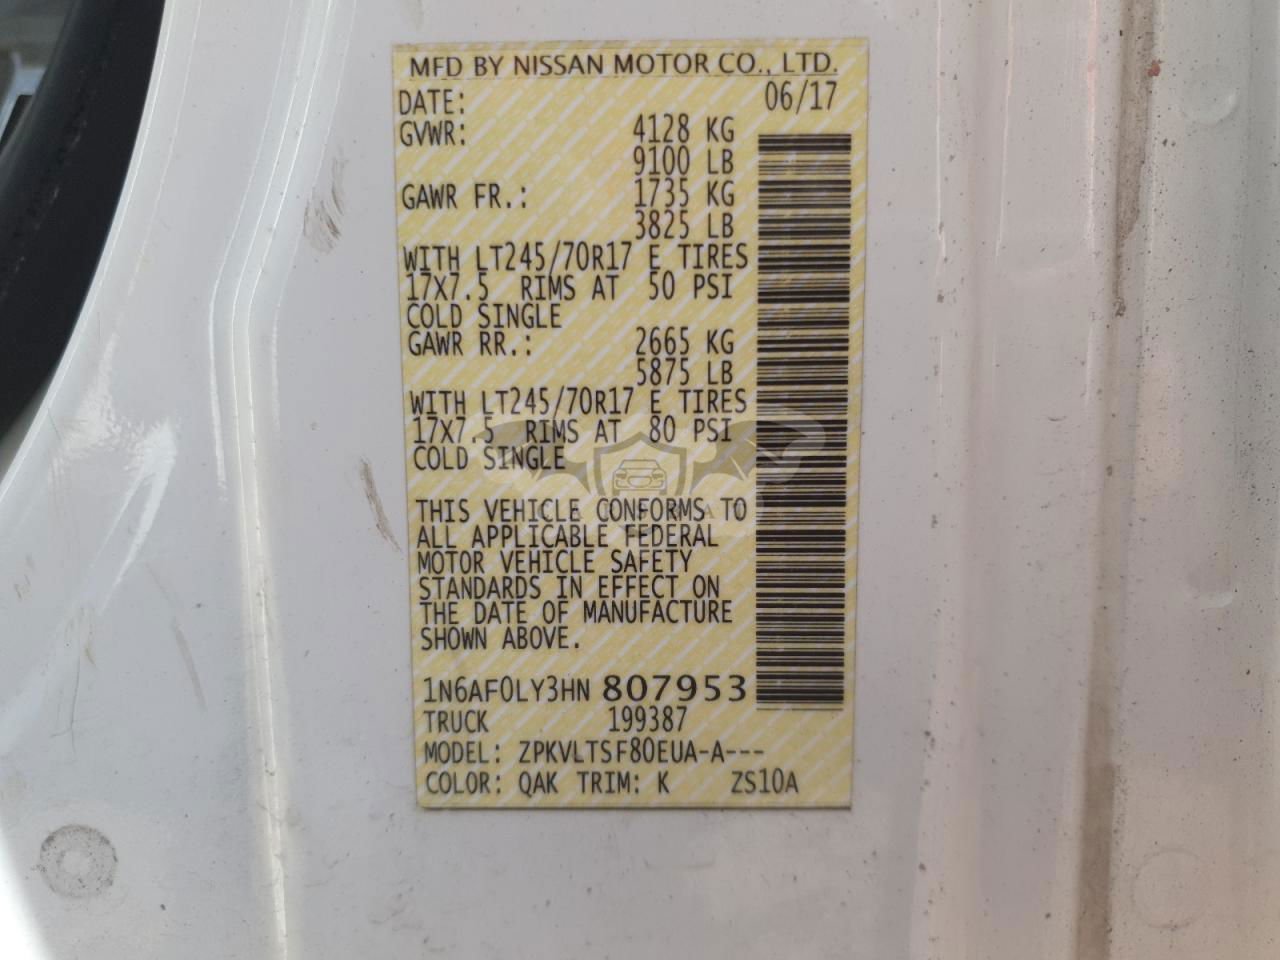 MFD BY NISSAN MOTOR CO., LTD.
DATE: 06/17
GVWR: 4128 KG
9100 LB
GAWR FR.: 1735 KG
3825 LB
WITH LT245/70R17 E TIRES
17X7.5 RIMS AT 50 PSI
COLD SINGLE
GAWR RR.: 2665 KG
5875 LB
WITH LT245/70R17 E TIRES
17X7.5 RIMS AT 80 PSI
COLD SINGLE
THIS VEHICLE CONFORMS TO
ALL APPLICABLE FEDERAL
MOTOR VEHICLE SAFETY
STANDARDS IN EFFECT ON
THE DATE OF MANUFACTURE
SHOWN ABOVE.
1N6AF0LY3HN 807953
TRUCK 199387
MODEL: ZPKVLTSF80EUA-A---
COLOR: QAK TRIM: K ZS10A